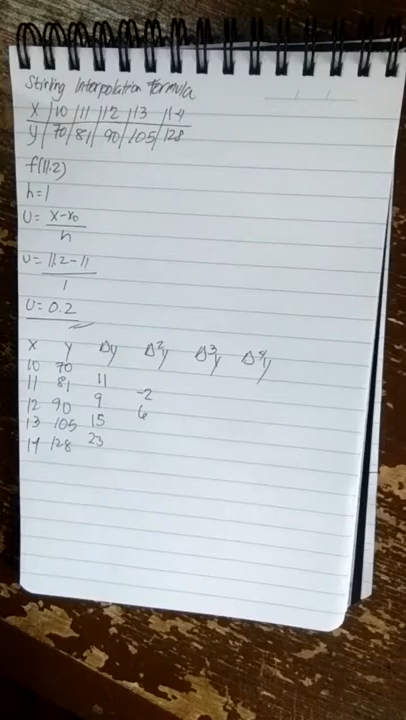 Stirling Interpolation formula
X | 10 | 11 | 12 | 13 | 14
y | 70 | 81 | 90 | 105 | 128
f(11.2)
h=1
U= x-x₀/h
U= 11.2-11/1
U= 0.2
X y Δy Δ²y Δ³y Δ⁴y
10 70
11 81 11
12 90 9 -2
13 105 15 6
14 128 23